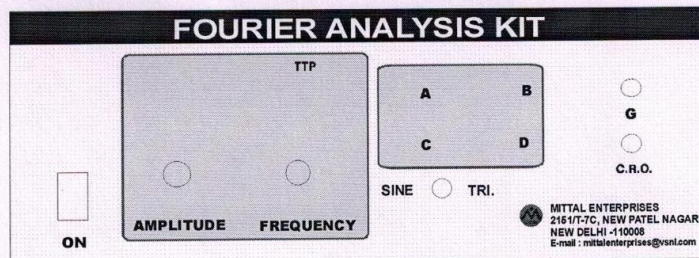 FOURIER ANALYSIS KIT
TTP
A B
C D
G
C.R.O.
SINE TRI.
AMPLITUDE FREQUENCY
ON
MITTAL ENTERPRISES
2151/T-7C, NEW PATEL NAGAR
NEW DELHI -110008
E-mail : mittalenterprises@vsnl.com